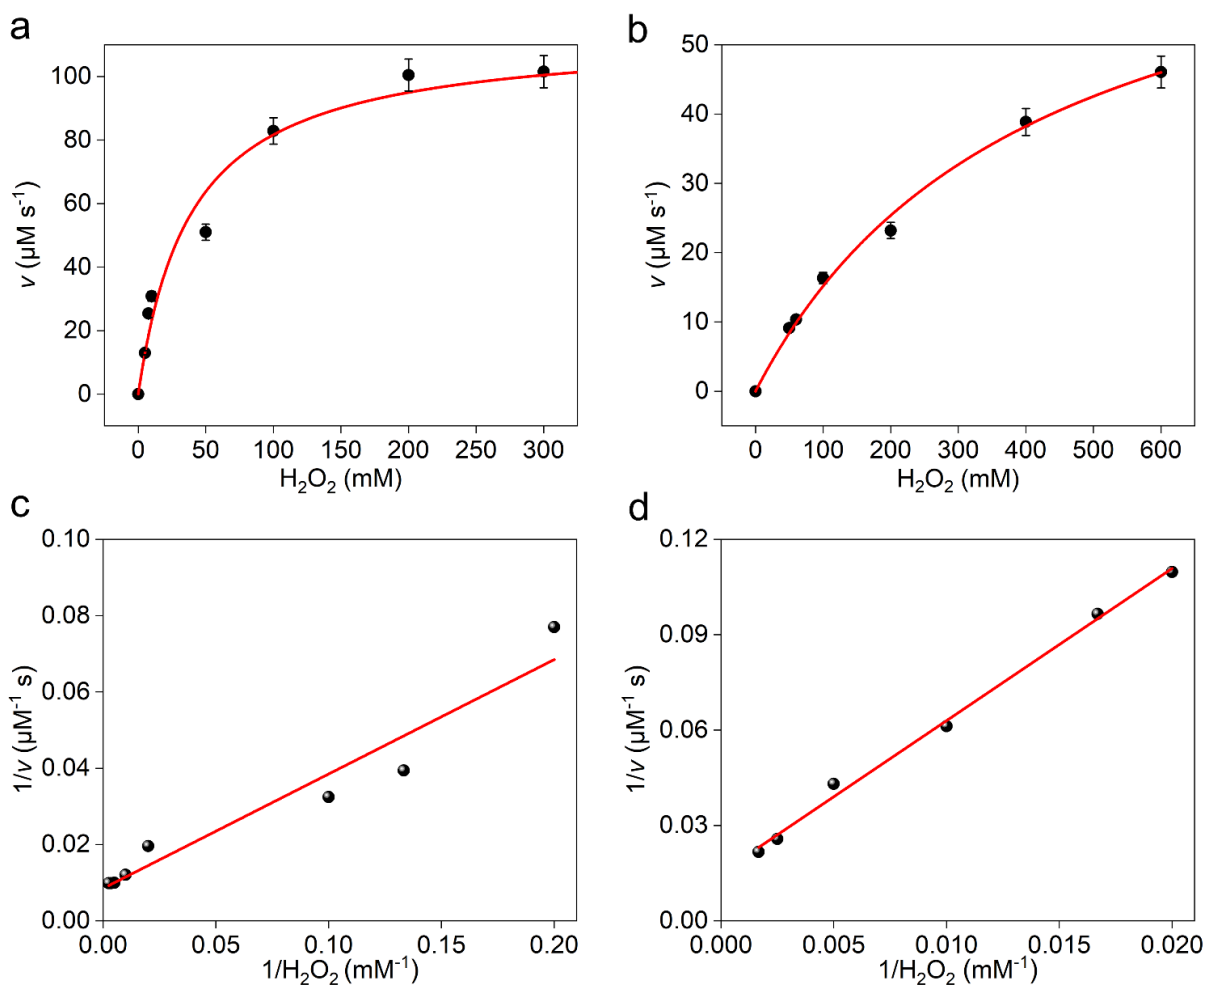 a
100
80
60
40
20
0
v (µM s⁻¹)
0 50 100 150 200 250 300
H₂O₂ (mM)
b
50
40
30
20
10
0
v (µM s⁻¹)
0 100 200 300 400 500 600
H₂O₂ (mM)
c
0.10
0.08
0.06
0.04
0.02
0.00
1/v (µM⁻¹ s)
0.00 0.05 0.10 0.15 0.20
1/H₂O₂ (mM⁻¹)
d
0.12
0.09
0.06
0.03
0.00
1/v (µM⁻¹ s)
0.000 0.005 0.010 0.015 0.020
1/H₂O₂ (mM⁻¹)